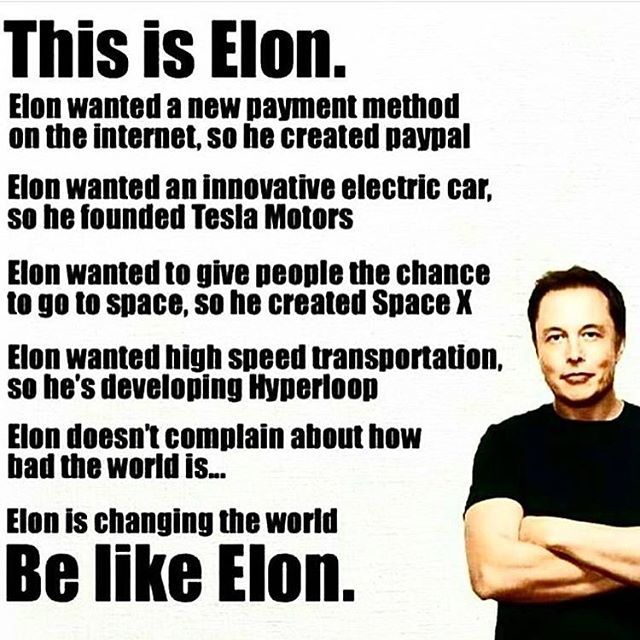 This is Elon.
Elon wanted a new payment method
on the internet, so he created paypal
Elon wanted an innovative electric car,
so he founded Tesla Motors
Elon wanted to give people the chance
to go to space, so he created Space X
Elon wanted high speed transportation,
so he's developing Hyperloop
Elon doesn't complain about how
bad the world is...
Elon is changing the world
Be like Elon.